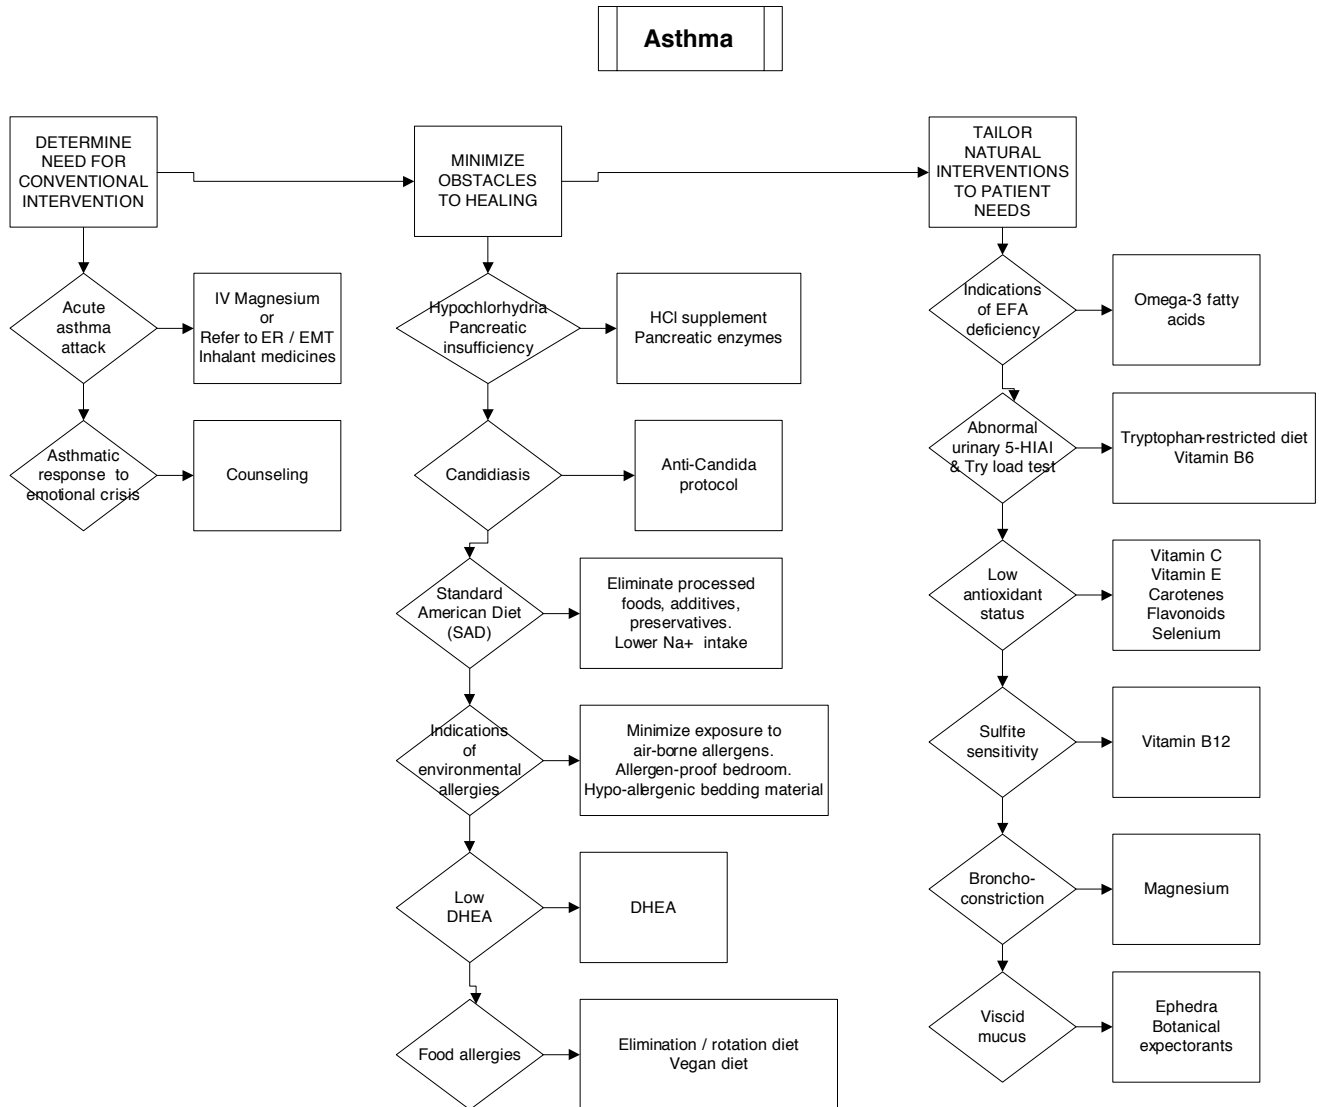 Asthma
DETERMINE
NEED FOR
CONVENTIONAL
INTERVENTION
Acute
asthma
attack
IV Magnesium
or
Refer to ER / EMT
Inhalant medicines
Asthmatic
response to
emotional crisis
Counseling
MINIMIZE
OBSTACLES
TO HEALING
Hypochlorhydria
Pancreatic
insufficiency
HCl supplement
Pancreatic enzymes
Candidiasis
Anti-Candida
protocol
Standard
American Diet
(SAD)
Eliminate processed
foods, additives,
preservatives.
Lower Na+ intake
Indications
of
environmental
allergies
Minimize exposure to
air-borne allergens.
Allergen-proof bedroom.
Hypo-allergenic bedding material
Low
DHEA
DHEA
Food allergies
Elimination / rotation diet
Vegan diet
TAILOR
NATURAL
INTERVENTIONS
TO PATIENT
NEEDS
Indications
of EFA
deficiency
Omega-3 fatty
acids
Abnormal
urinary 5-HIAI
& Try load test
Tryptophan-restricted diet
Vitamin B6
Low
antioxidant
status
Vitamin C
Vitamin E
Carotenes
Flavonoids
Selenium
Sulfite
sensitivity
Vitamin B12
Broncho-
constriction
Magnesium
Viscid
mucus
Ephedra
Botanical
expectorants